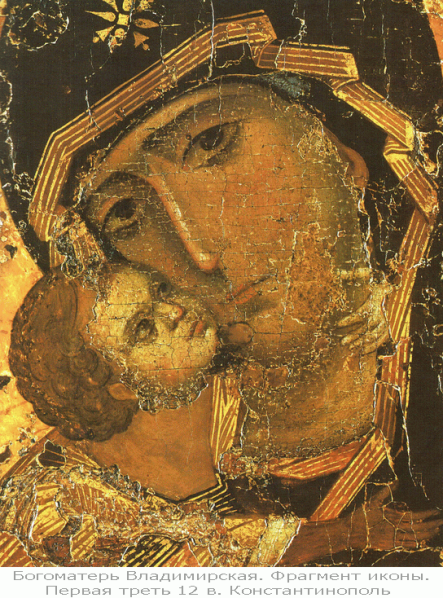 Богоматерь Владимирская. Фрагмент иконы.
Первая треть 12 в. Константинополь